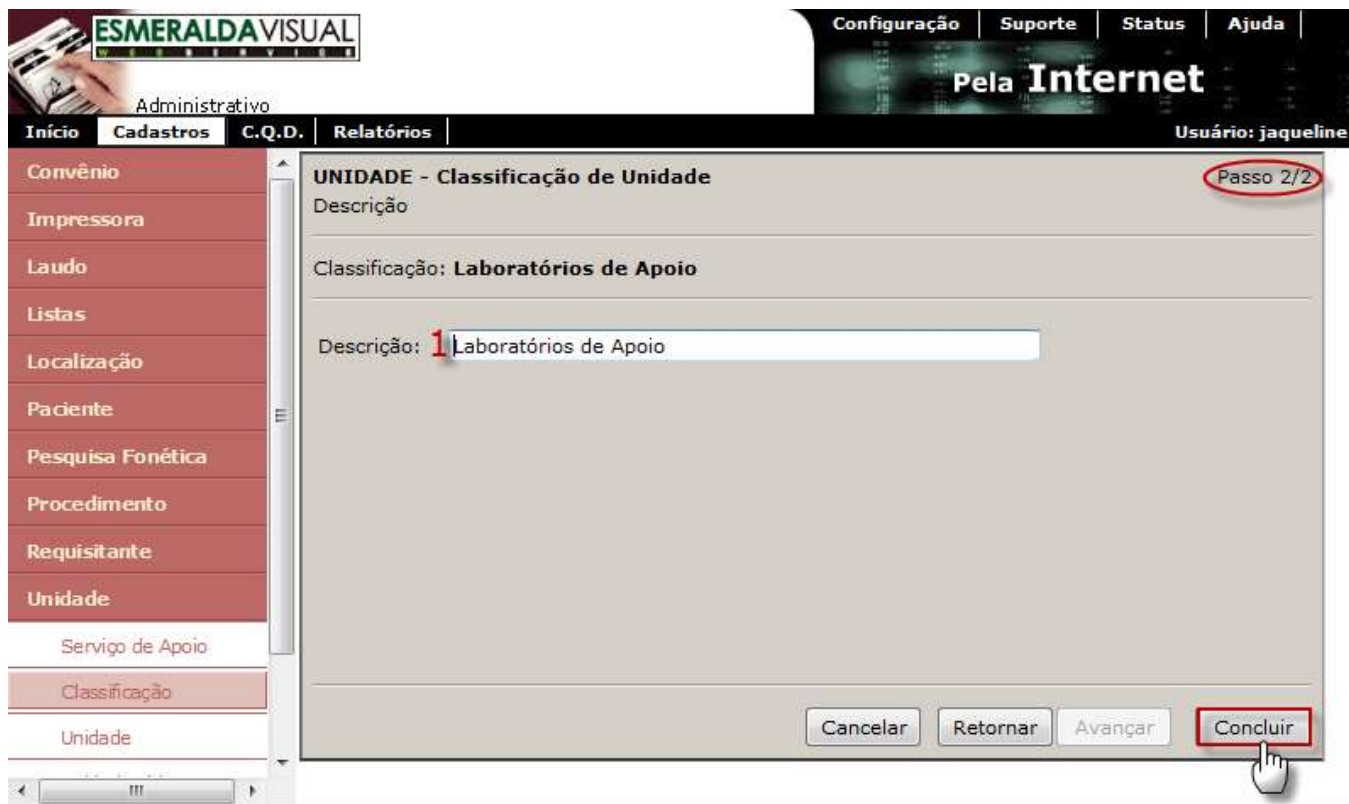 ESMERALDAVISUAL
WEB SERVICE
Administrativo
Configuração Suporte Status Ajuda
Pela Internet
Início Cadastros C.Q.D. Relatórios
Usuário: jaqueline
Convênio
Impressora
Laudo
Listas
Localização
Paciente
Pesquisa Fonética
Procedimento
Requisitante
Unidade
Serviço de Apoio
Classificação
Unidade
UNIDADE - Classificação de Unidade
Passo 2/2
Descrição
Classificação: Laboratórios de Apoio
Descrição: 1 Laboratórios de Apoio
Cancelar Retornar Avançar Concluir